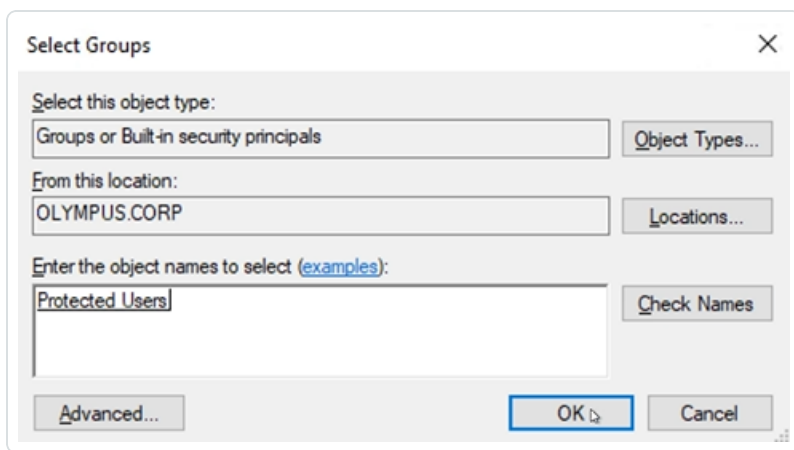 Select Groups
Select this object type:
Groups or Built-in security principals
Object Types...
From this location:
OLYMPUS.CORP
Locations...
Enter the object names to select (examples):
Protected Users
Check Names
Advanced...
OK
Cancel